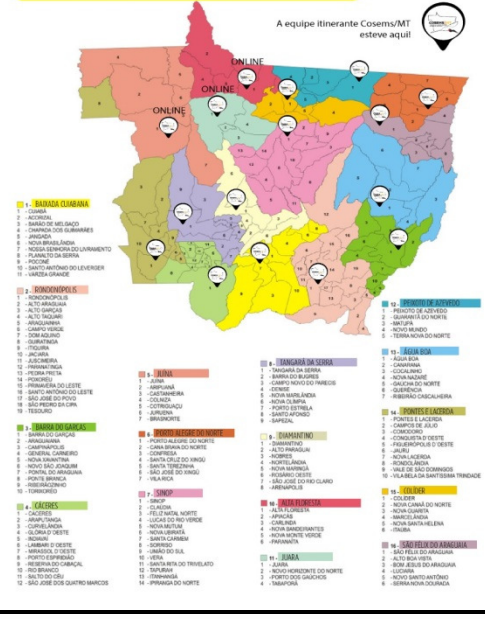 A equipe itinerante Cosems/MT
esteve aqui!
ONLINE
ONLINE
ONLINE
1 - BAIXADA CUIABANA
1 - CUIABÁ
2 - ACORIZAL
3 - BARÃO DE MELGAÇO
4 - CHAPADA DOS GUIMARÃES
5 - JANGADA
6 - NOVA BRASILÂNDIA
7 - NOSSA SENHORA DO LIVRAMENTO
8 - PLANALTO DA SERRA
9 - POCONÉ
10 - SANTO ANTÔNIO DO LEVERGER
11 - VÁRZEA GRANDE
2 - RONDONÓPOLIS
1 - RONDONÓPOLIS
2 - ALTO ARAGUAIA
3 - ALTO GARÇAS
4 - ALTO TAQUARI
5 - ARAGUAINHA
6 - CAMPO VERDE
7 - DOM AQUINO
8 - GUIRATINGA
9 - ITIQUIRA
10 - JACIARA
11 - JUSCIMEIRA
12 - PARANATINGA
13 - PEDRA PRETA
14 - POXORÉU
15 - PRIMAVERA DO LESTE
16 - SANTO ANTÔNIO DO LESTE
17 - SÃO JOSÉ DO POVO
18 - SÃO PEDRO DA CIPA
19 - TESOURO
3 - BARRA DO GARÇAS
1 - BARRA DO GARÇAS
2 - ARAGUAIANA
3 - CAMPINÁPOLIS
4 - GENERAL CARNEIRO
5 - NOVA XAVANTINA
6 - NOVO SÃO JOAQUIM
7 - PONTAL DO ARAGUAIA
8 - PONTE BRANCA
9 - RIBEIRÃOZINHO
10 - TORIXORÉU
4 - CÁCERES
1 - CÁCERES
2 - ARAPUTANGA
3 - CURVELÂNDIA
4 - GLÓRIA D'OESTE
5 - INDIAVAÍ
6 - LAMBARI D'OESTE
7 - MIRASSOL D'OESTE
8 - PORTO ESPERIDIÃO
9 - RESERVA DO CABAÇAL
10 - RIO BRANCO
11 - SALTO DO CÉU
12 - SÃO JOSÉ DOS QUATRO MARCOS
5 - JUÍNA
1 - JUÍNA
2 - ARIPUANÃ
3 - CASTANHEIRA
4 - COLNIZA
5 - COTRIGUAÇU
6 - JURUENA
7 - BRASNORTE
6 - PORTO ALEGRE DO NORTE
1 - PORTO ALEGRE DO NORTE
2 - CANA BRAVA DO NORTE
3 - CONFRESA
4 - SANTA CRUZ DO XINGÚ
5 - SANTA TEREZINHA
6 - SÃO JOSÉ DO XINGÚ
7 - VILA RICA
7 - SINOP
1 - SINOP
2 - CLÁUDIA
3 - FELIZ NATAL NORTE
4 - LUCAS DO RIO VERDE
5 - NOVA MUTUM
6 - NOVA UBIRATÃ
7 - SANTA CARMEM
8 - SORRISO
9 - UNIÃO DO SUL
10 - VERA
11 - SANTA RITA DO TRIVELATO
12 - TAPURAH
13 - ITANHANGÁ
14 - IPIRANGA DO NORTE
8 - TANGARÁ DA SERRA
1 - TANGARÁ DA SERRA
2 - BARRA DO BUGRES
3 - CAMPO NOVO DO PARECIS
4 - DENISE
5 - NOVA MARILÂNDIA
6 - NOVA OLÍMPIA
7 - PORTO ESTRELA
8 - SANTO AFONSO
9 - SAPEZAL
9 - DIAMANTINO
1 - DIAMANTINO
2 - ALTO PARAGUAI
3 - NOBRES
4 - NORTELÂNDIA
5 - NOVA MARINGÁ
6 - ROSÁRIO OESTE
7 - SÃO JOSÉ DO RIO CLARO
8 - ARENÁPOLIS
10 - ALTA FLORESTA
1 - ALTA FLORESTA
2 - APIACÁS
3 - CARLINDA
4 - NOVA BANDEIRANTES
5 - NOVA MONTE VERDE
6 - PARANAÍTA
11 - JUARA
1 - JUARA
2 - NOVO HORIZONTE DO NORTE
3 - PORTO DOS GAÚCHOS
4 - TABAPORÃ
12 - PEIXOTO DE AZEVEDO
1 - PEIXOTO DE AZEVEDO
2 - GUARANTÃ DO NORTE
3 - MATUPÁ
4 - NOVO MUNDO
5 - TERRA NOVA DO NORTE
13 - ÁGUA BOA
1 - ÁGUA BOA
2 - CANARANA
3 - COCALINHO
4 - NOVA NAZARÉ
5 - GAÚCHA DO NORTE
6 - QUERÊNCIA
7 - RIBEIRÃO CASCALHEIRA
14 - PONTES E LACERDA
1 - PONTES E LACERDA
2 - CAMPOS DE JÚLIO
3 - COMODORO
4 - CONQUISTA D'OESTE
5 - FIGUEIRÓPOLIS D'OESTE
6 - JAURU
7 - NOVA LACERDA
8 - RONDOLÂNDIA
9 - VALE DE SÃO DOMINGOS
10 - VILA BELA DA SANTÍSSIMA TRINDADE
15 - COLÍDER
1 - COLÍDER
2 - NOVA CANAÃ DO NORTE
3 - NOVA GUARITA
4 - MARCELÂNDIA
5 - NOVA SANTA HELENA
6 - ITAÚBA
16 - SÃO FÉLIX DO ARAGUAIA
1 - SÃO FÉLIX DO ARAGUAIA
2 - ALTO BOA VISTA
3 - BOM JESUS DO ARAGUAIA
4 - LUCIARA
5 - NOVO SANTO ANTÔNIO
6 - SERRA NOVA DOURADA